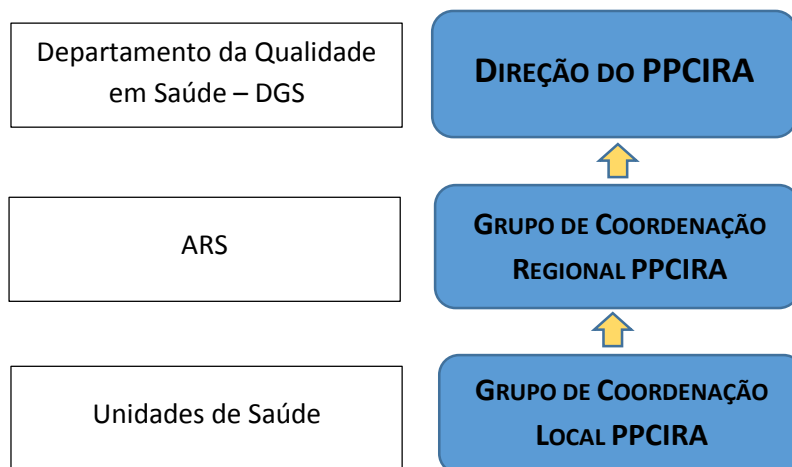 Departamento da Qualidade
em Saúde – DGS
DIREÇÃO DO PPCIRA
ARS
GRUPO DE COORDENAÇÃO
REGIONAL PPCIRA
Unidades de Saúde
GRUPO DE COORDENAÇÃO
LOCAL PPCIRA